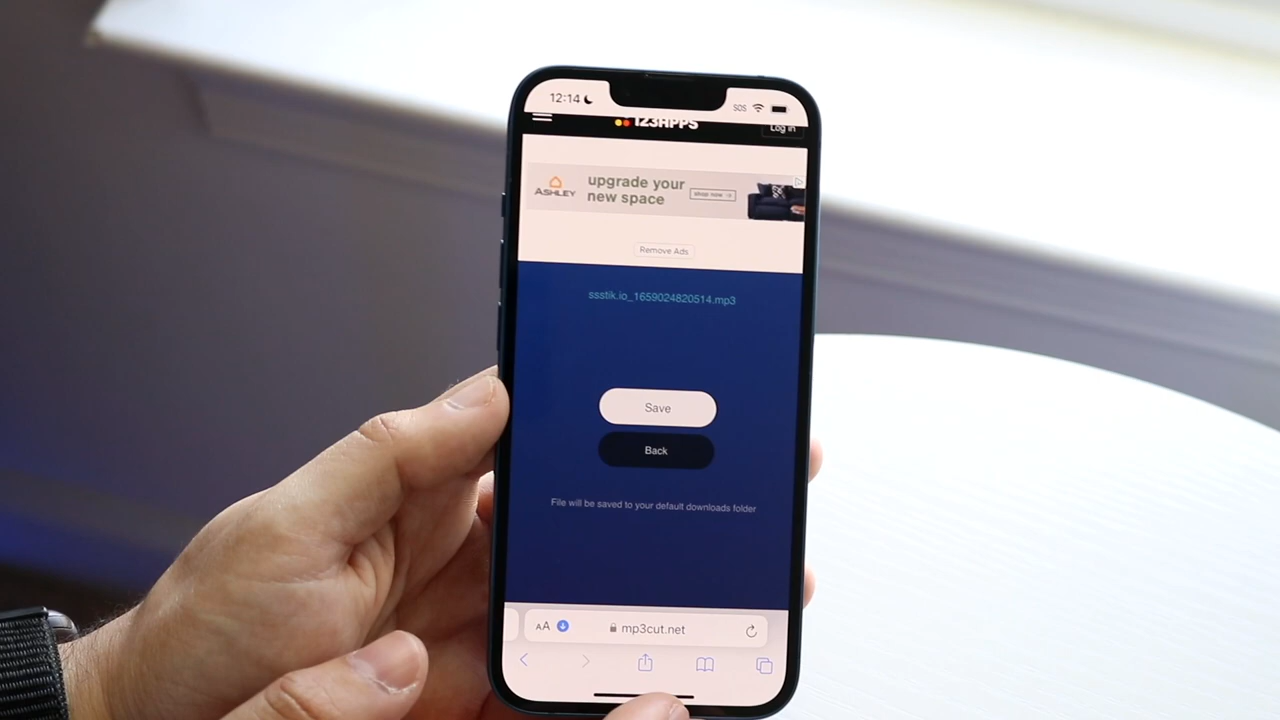 12:14
SOS
123APPS
Log in
ASHLEY
upgrade your
new space
shop now →
Remove Ads
ssstik.io_1659024820514.mp3
Save
Back
File will be saved to your default downloads folder
AA
mp3cut.net